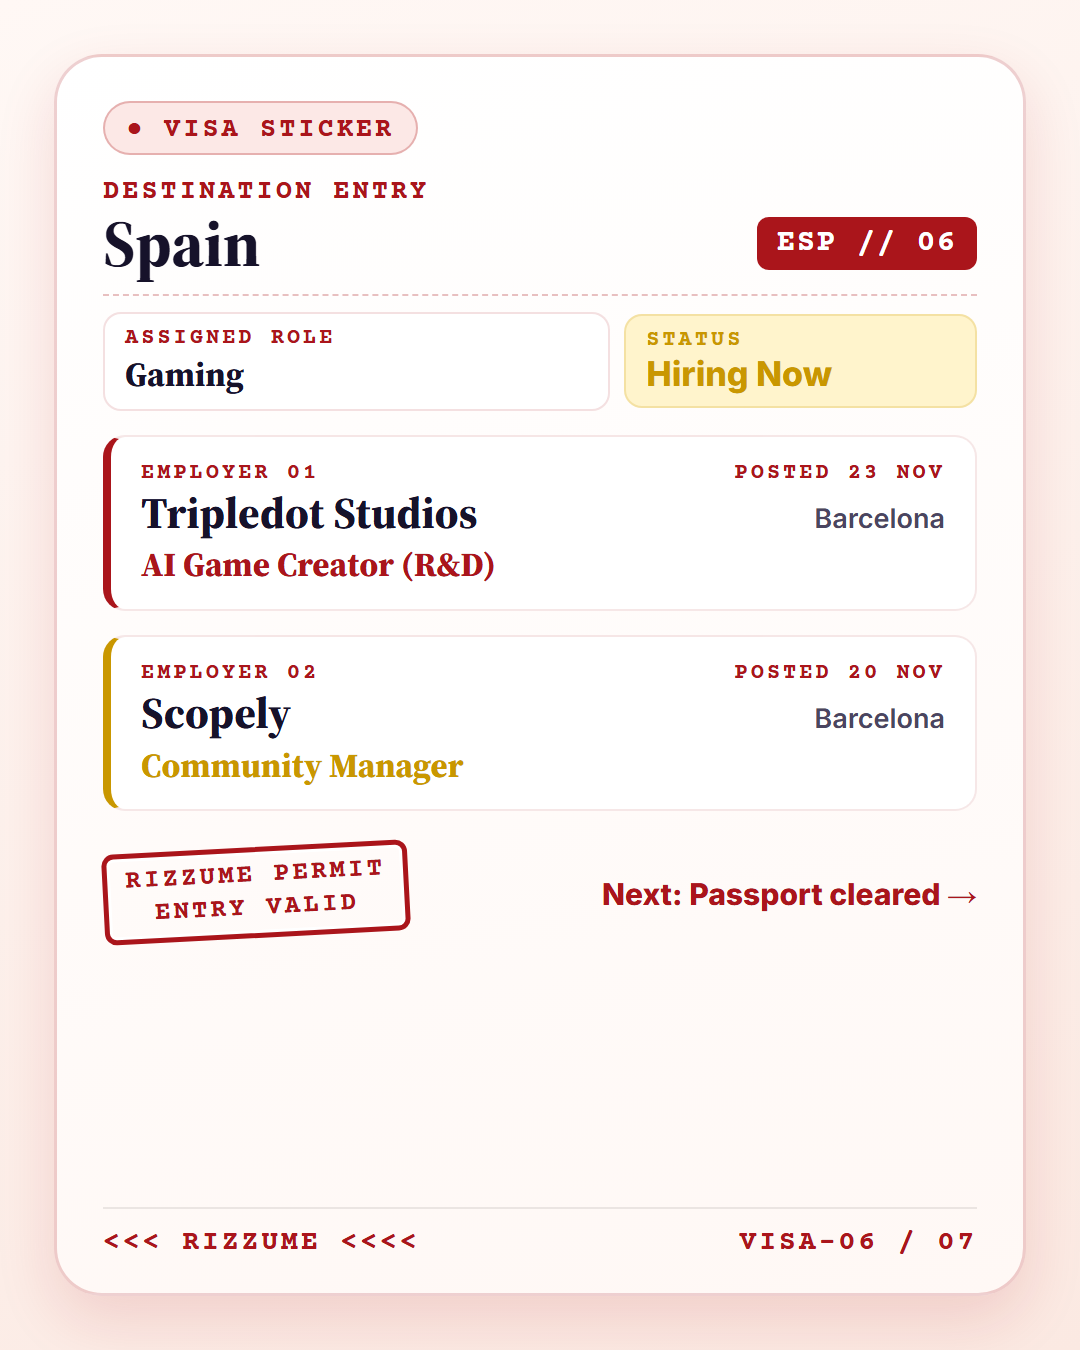 ● VISA STICKER
DESTINATION ENTRY
Spain
ESP // 06
ASSIGNED ROLE
Gaming
STATUS
Hiring Now
EMPLOYER 01
POSTED 23 NOV
Tripledot Studios
Barcelona
AI Game Creator (R&D)
EMPLOYER 02
POSTED 20 NOV
Scopely
Barcelona
Community Manager
RIZZUME PERMIT
ENTRY VALID
Next: Passport cleared →
<<< RIZZUME <<<<
VISA-06 / 07